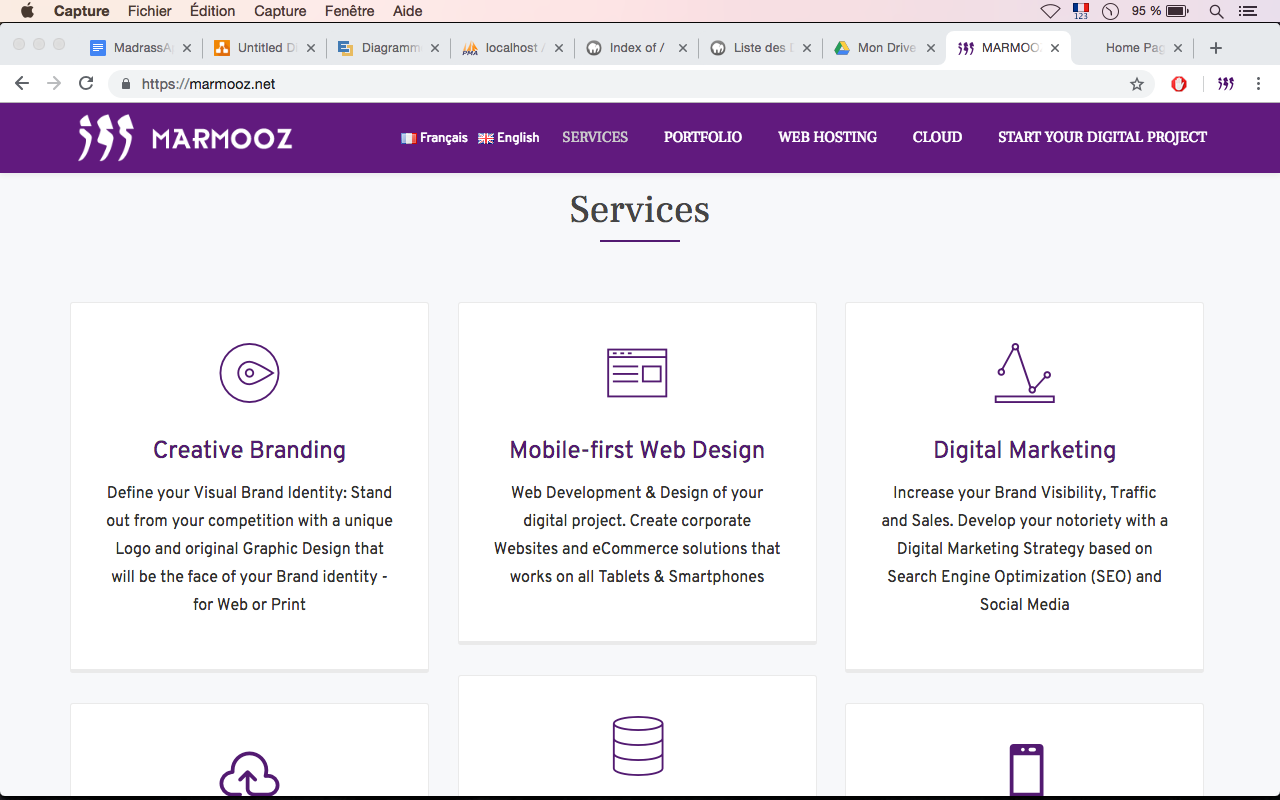 Capture Fichier Édition Capture Fenêtre Aide 123 95 %
MadrassA Untitled Di Diagramm localhost / Index of / Liste des Mon Drive MARMOOZ Home Pag
https://marmooz.net
MARMOOZ Français English SERVICES PORTFOLIO WEB HOSTING CLOUD START YOUR DIGITAL PROJECT
Services
Creative Branding
Define your Visual Brand Identity: Stand
out from your competition with a unique
Logo and original Graphic Design that
will be the face of your Brand identity -
for Web or Print
Mobile-first Web Design
Web Development & Design of your
digital project. Create corporate
Websites and eCommerce solutions that
works on all Tablets & Smartphones
Digital Marketing
Increase your Brand Visibility, Traffic
and Sales. Develop your notoriety with a
Digital Marketing Strategy based on
Search Engine Optimization (SEO) and
Social Media